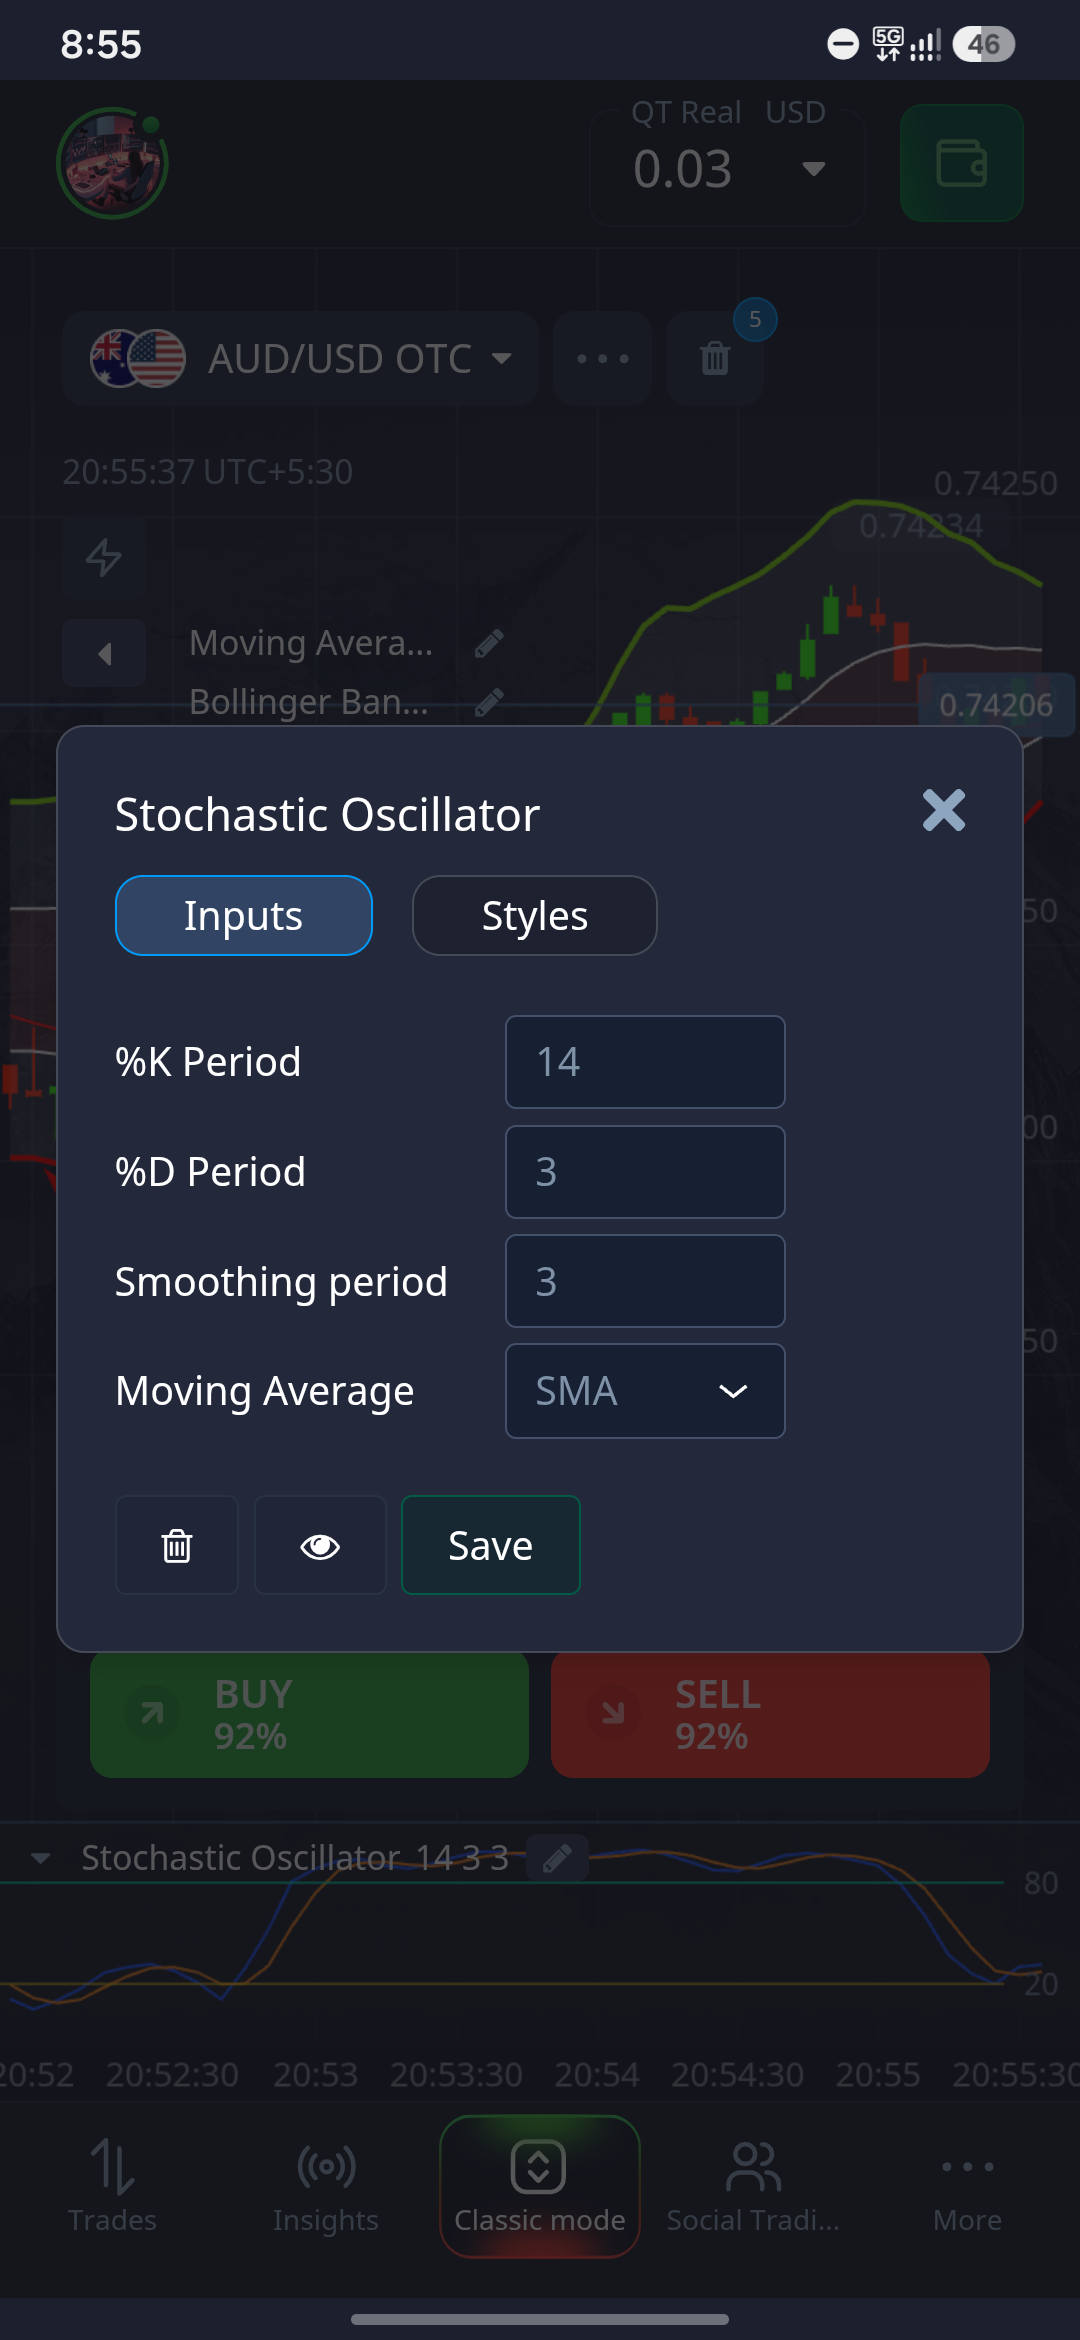 8:55
5G
46
QT Real USD
0.03
AUD/USD OTC
5
20:55:37 UTC+5:30
0.74250
0.74234
Moving Avera...
Bollinger Ban...
0.74206
Stochastic Oscillator
Inputs
Styles
50
%K Period
14
00
%D Period
3
Smoothing period
3
50
Moving Average
SMA
Save
BUY
92%
SELL
92%
Stochastic Oscillator 14 3 3
80
20
20:52 20:52:30 20:53 20:53:30 20:54 20:54:30 20:55 20:55:30
Trades
Insights
Classic mode
Social Tradi...
More